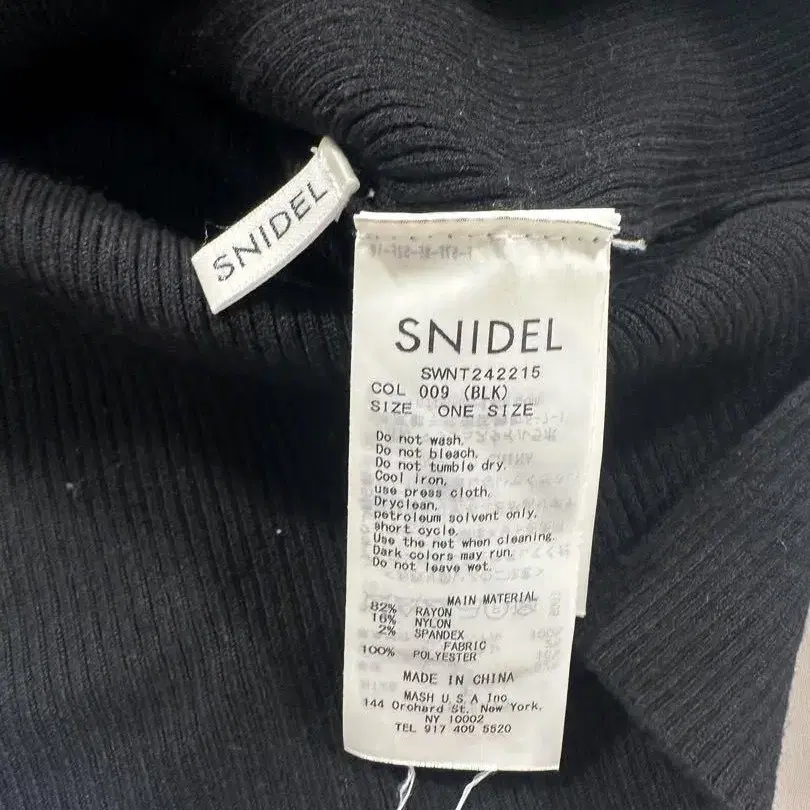 SNIDEL
SNIDEL
SWNT242215
COL 009 (BLK)
SIZE ONE SIZE
Do not wash.
Do not bleach.
Do not tumble dry.
Cool iron,
use press cloth.
Dryclean,
petroleum solvent only,
short cycle.
Use the net when cleaning.
Dark colors may run.
Do not leave wet.
MAIN MATERIAL
82% RAYON
16% NYLON
2% SPANDEX
FABRIC
100% POLYESTER
MADE IN CHINA
MASH U.S.A Inc
144 Orchard St. New York,
NY 10002
TEL 917 409 5520